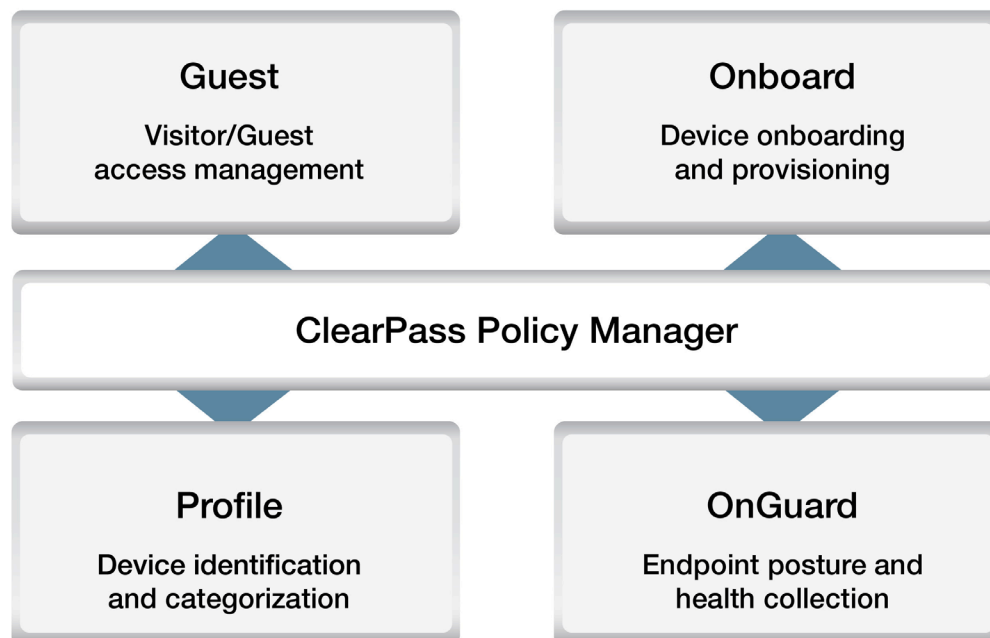 Guest
Visitor/Guest
access management
Onboard
Device onboarding
and provisioning
ClearPass Policy Manager
Profile
Device identification
and categorization
OnGuard
Endpoint posture and
health collection